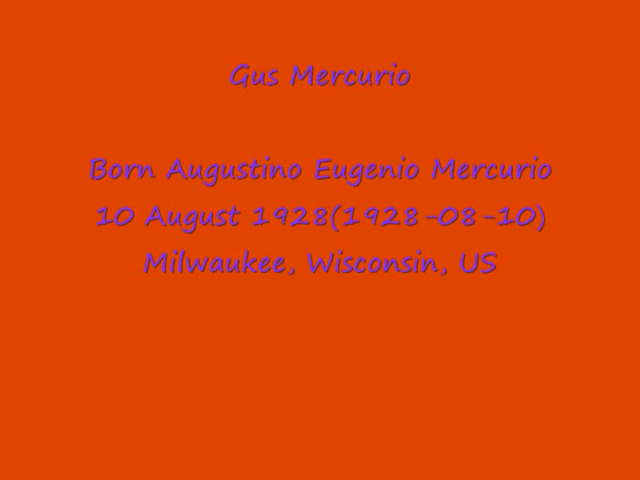 Gus Mercurio
Born Augustino Eugenio Mercurio
10 August 1928(1928-08-10)
Milwaukee, Wisconsin, US